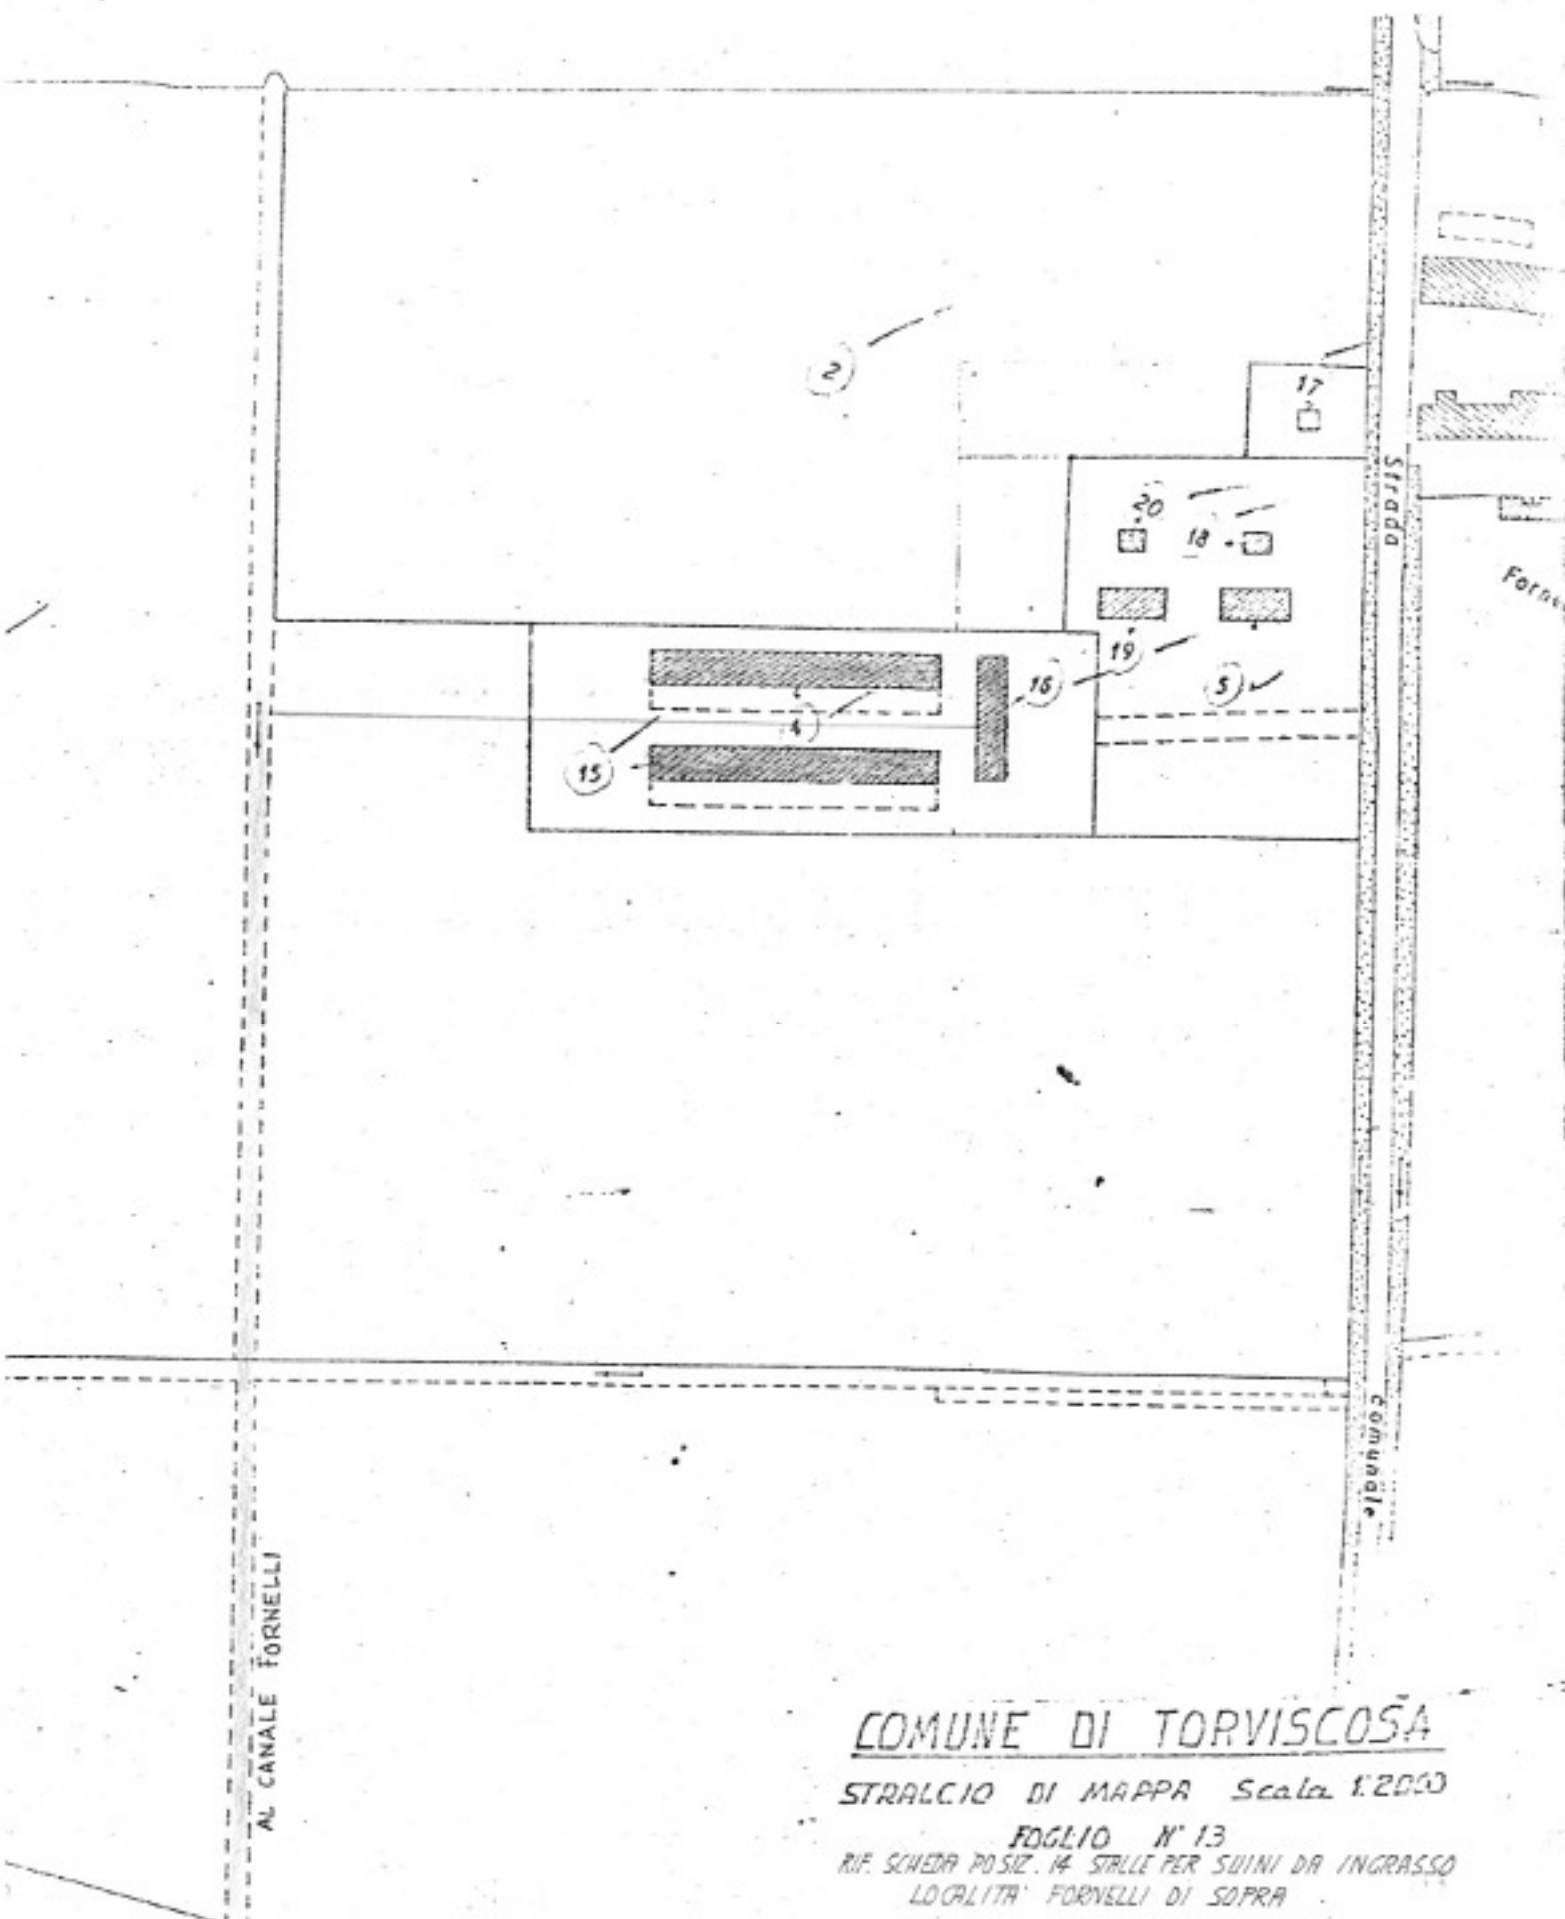 2
17
Strada
20
18
19
16
5
4
15
AL CANALE FORNELLI
Comunale
COMUNE DI TORVISCOSA
STRALCIO DI MAPPA Scala 1:2000
FOGLIO N° 13
RIF. SCHEDA POSIZ. 14 STALLE PER SUINI DA INGRASSO
LOCALITA' FORNELLI DI SOPRA